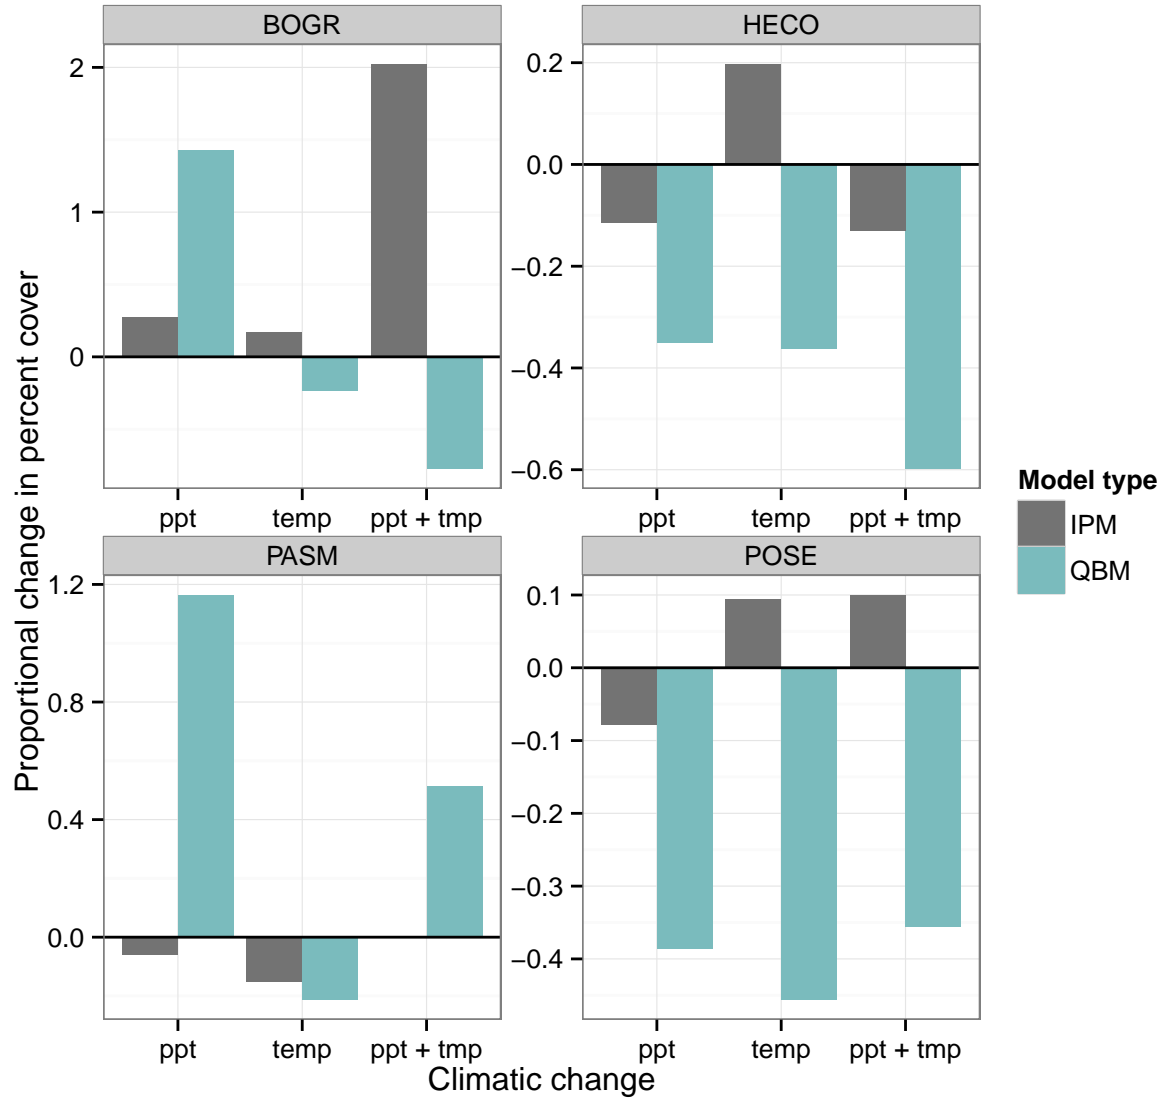 BOGR
HECO
2
1
0
0.2
0.0
−0.2
−0.4
−0.6
ppt temp ppt + tmp
ppt temp ppt + tmp
PASM
POSE
1.2
0.8
0.4
0.0
0.1
0.0
−0.1
−0.2
−0.3
−0.4
ppt temp ppt + tmp
ppt temp ppt + tmp
Climatic change
Proportional change in percent cover
Model type
IPM
QBM